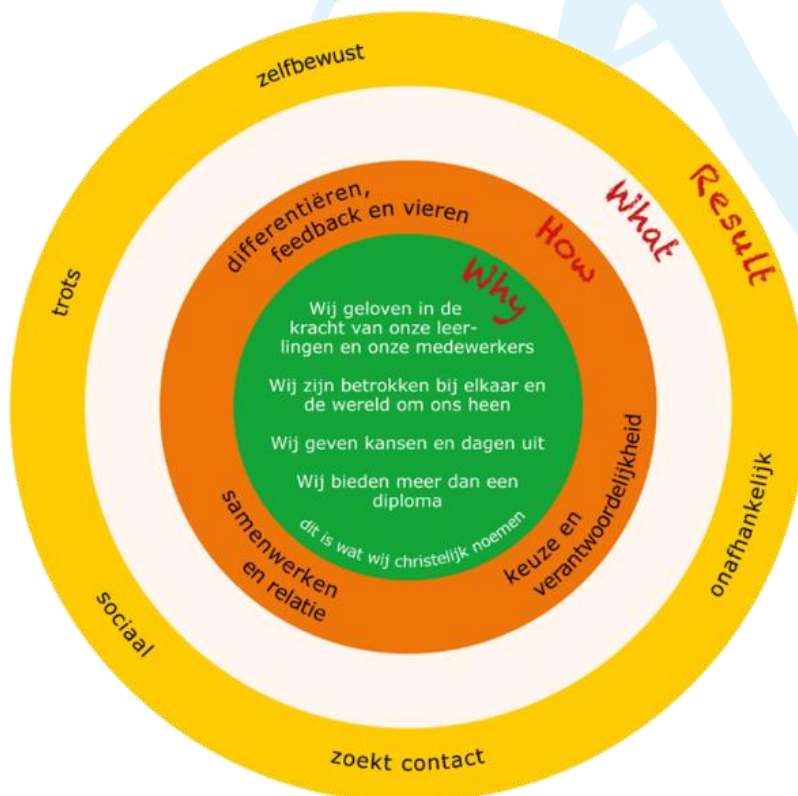 zelfbewust
Result
What
How
Why
differentiëren,
feedback en vieren
trots
Wij geloven in de
kracht van onze leer-
lingen en onze medewerkers
Wij zijn betrokken bij elkaar en
de wereld om ons heen
Wij geven kansen en dagen uit
Wij bieden meer dan een
diploma
dit is wat wij christelijk noemen
samenwerken
en relatie
keuze en
verantwoordelijkheid
onafhankelijk
sociaal
zoekt contact